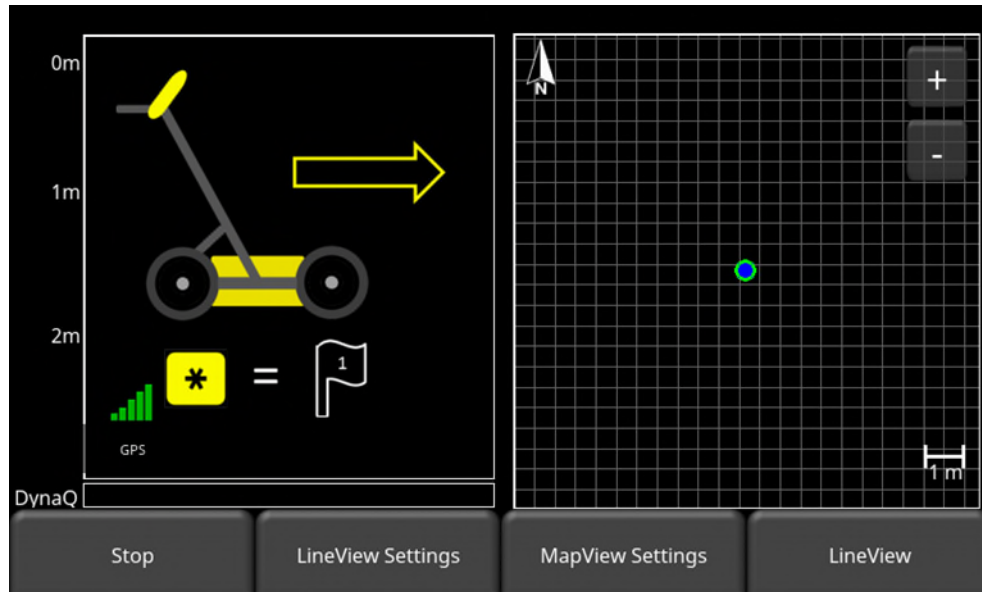 0m
1m
2m
* = 1
GPS
DynaQ
N
+
-
1 m
Stop
LineView Settings
MapView Settings
LineView